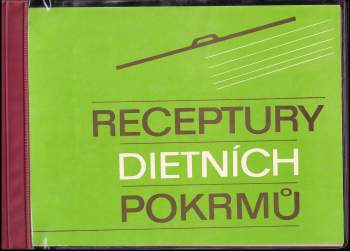 RECEPTURY
DIETNÍCH
POKRMŮ